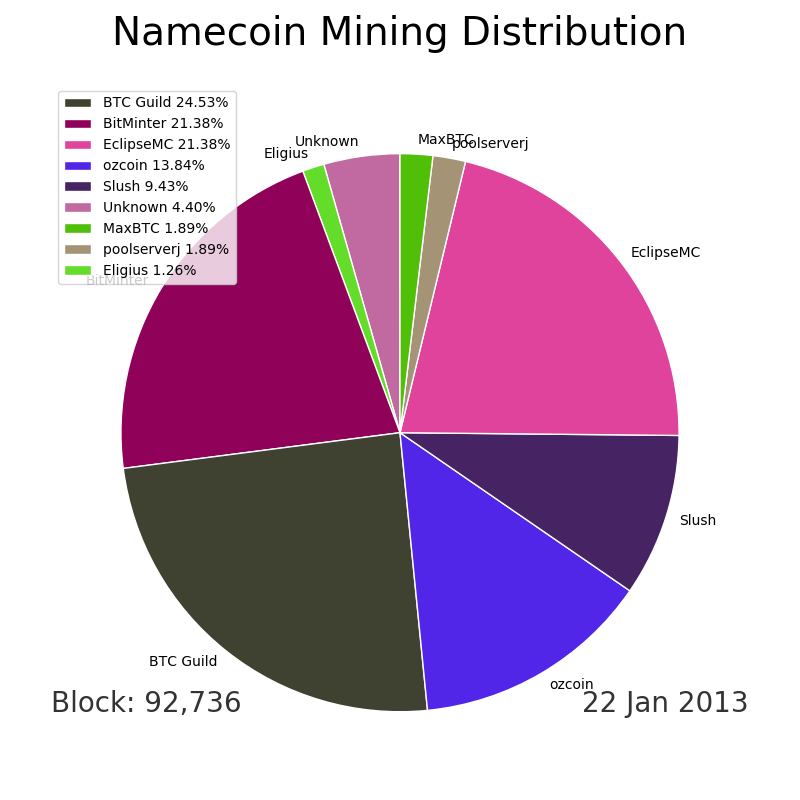 Namecoin Mining Distribution
BTC Guild 24.53%
BitMinter 21.38%
EclipseMC 21.38%
ozcoin 13.84%
Slush 9.43%
Unknown 4.40%
MaxBTC 1.89%
poolserverj 1.89%
Eligius 1.26%
MaxBTC
poolserverj
Unknown
Eligius
EclipseMC
BitMinter
Slush
BTC Guild
ozcoin
Block: 92,736
22 Jan 2013